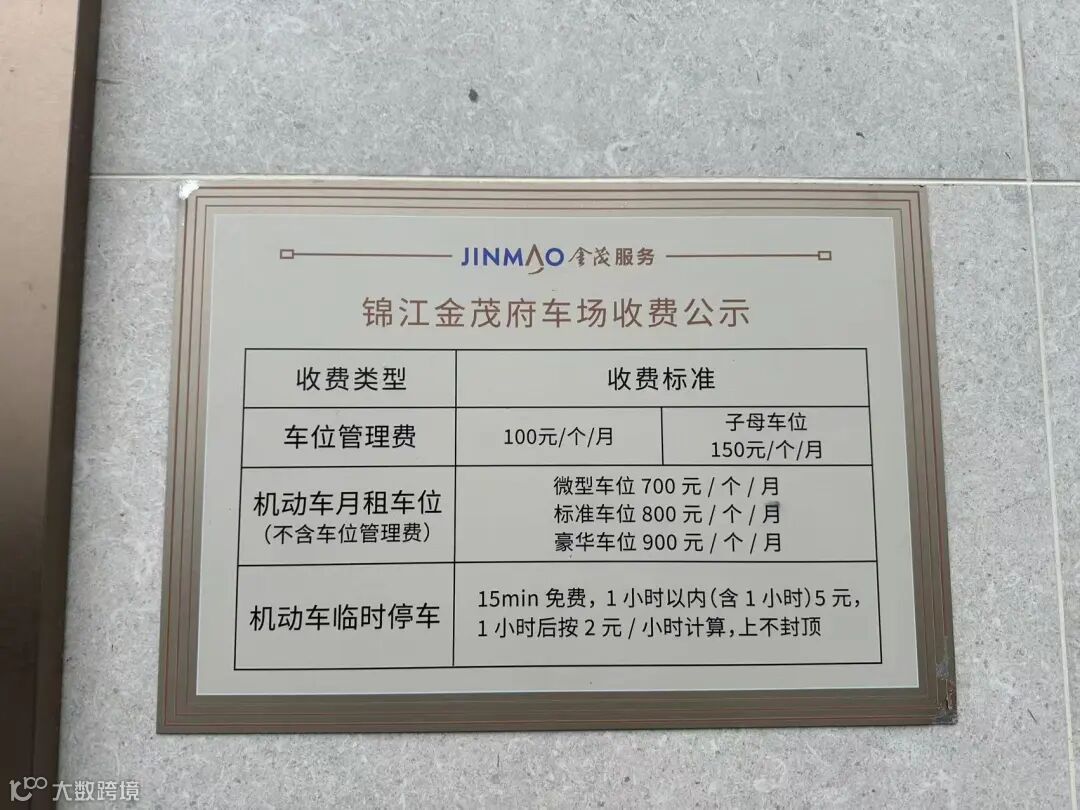 JINMAO 金茂服务
锦江金茂府车场收费公示
收费类型
收费标准
车位管理费
100元/个/月
子母车位
150元/个/月
机动车月租车位
(不含车位管理费)
微型车位 700 元 / 个 / 月
标准车位 800 元 / 个 / 月
豪华车位 900 元 / 个 / 月
机动车临时停车
15min 免费，1 小时以内(含 1 小时)5 元，
1 小时后按 2 元 / 小时计算，上不封顶
大数跨境